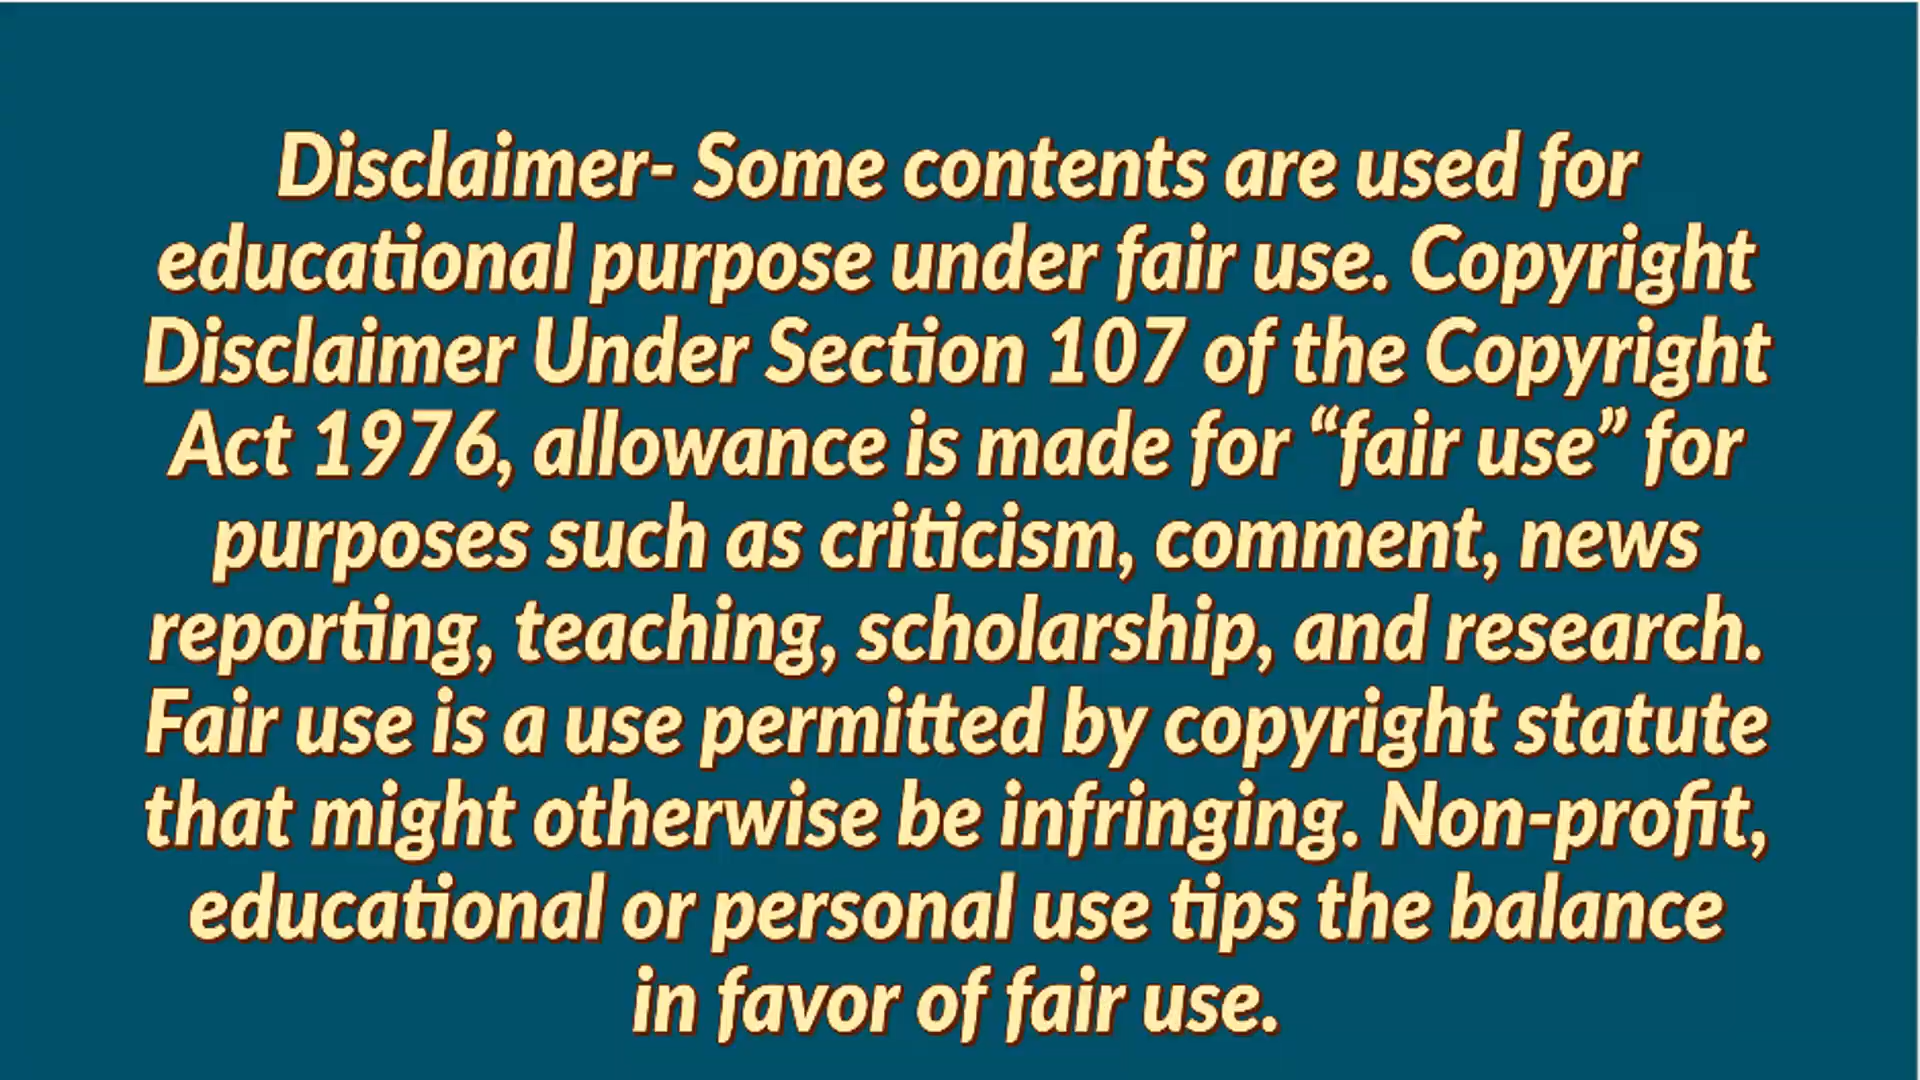 Disclaimer- Some contents are used for
educational purpose under fair use. Copyright
Disclaimer Under Section 107 of the Copyright
Act 1976, allowance is made for “fair use” for
purposes such as criticism, comment, news
reporting, teaching, scholarship, and research.
Fair use is a use permitted by copyright statute
that might otherwise be infringing. Non-profit,
educational or personal use tips the balance
in favor of fair use.